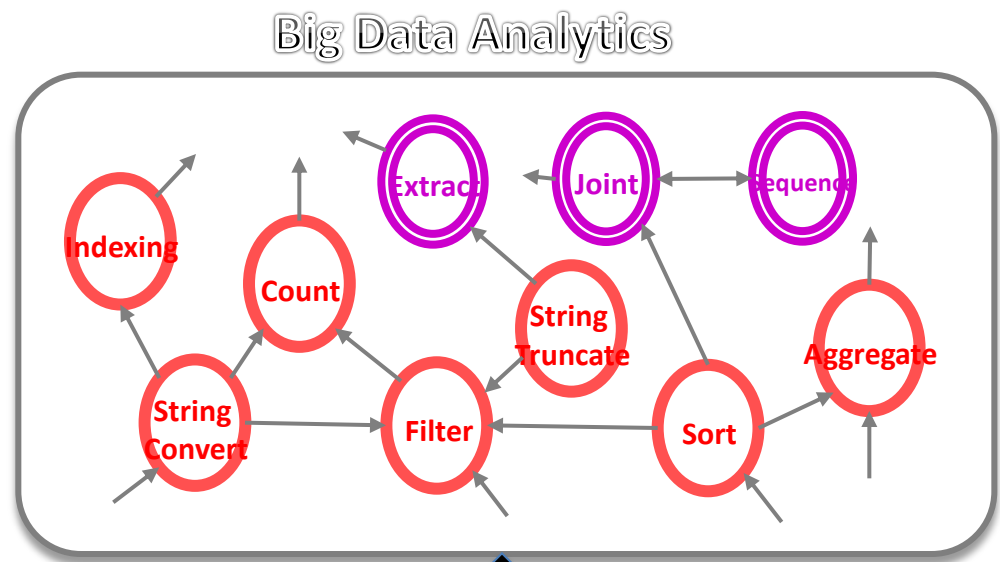 Big Data Analytics
Extract
Joint
Sequence
Indexing
Count
String
Truncate
Aggregate
String
Convert
Filter
Sort